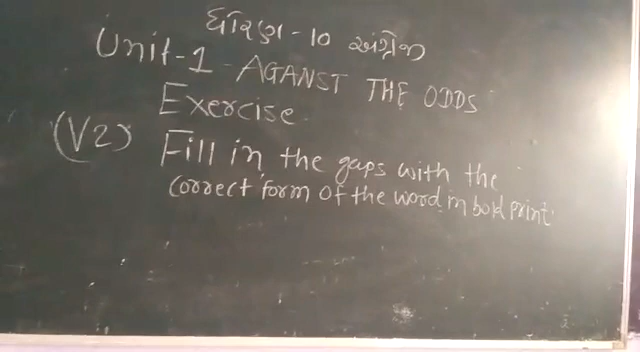 ધોરણ-10 અંગ્રેજી
Unit-1 - AGANST THE ODDS
Exercise
(V2) Fill in the gaps with the
correct form of the word in bold print